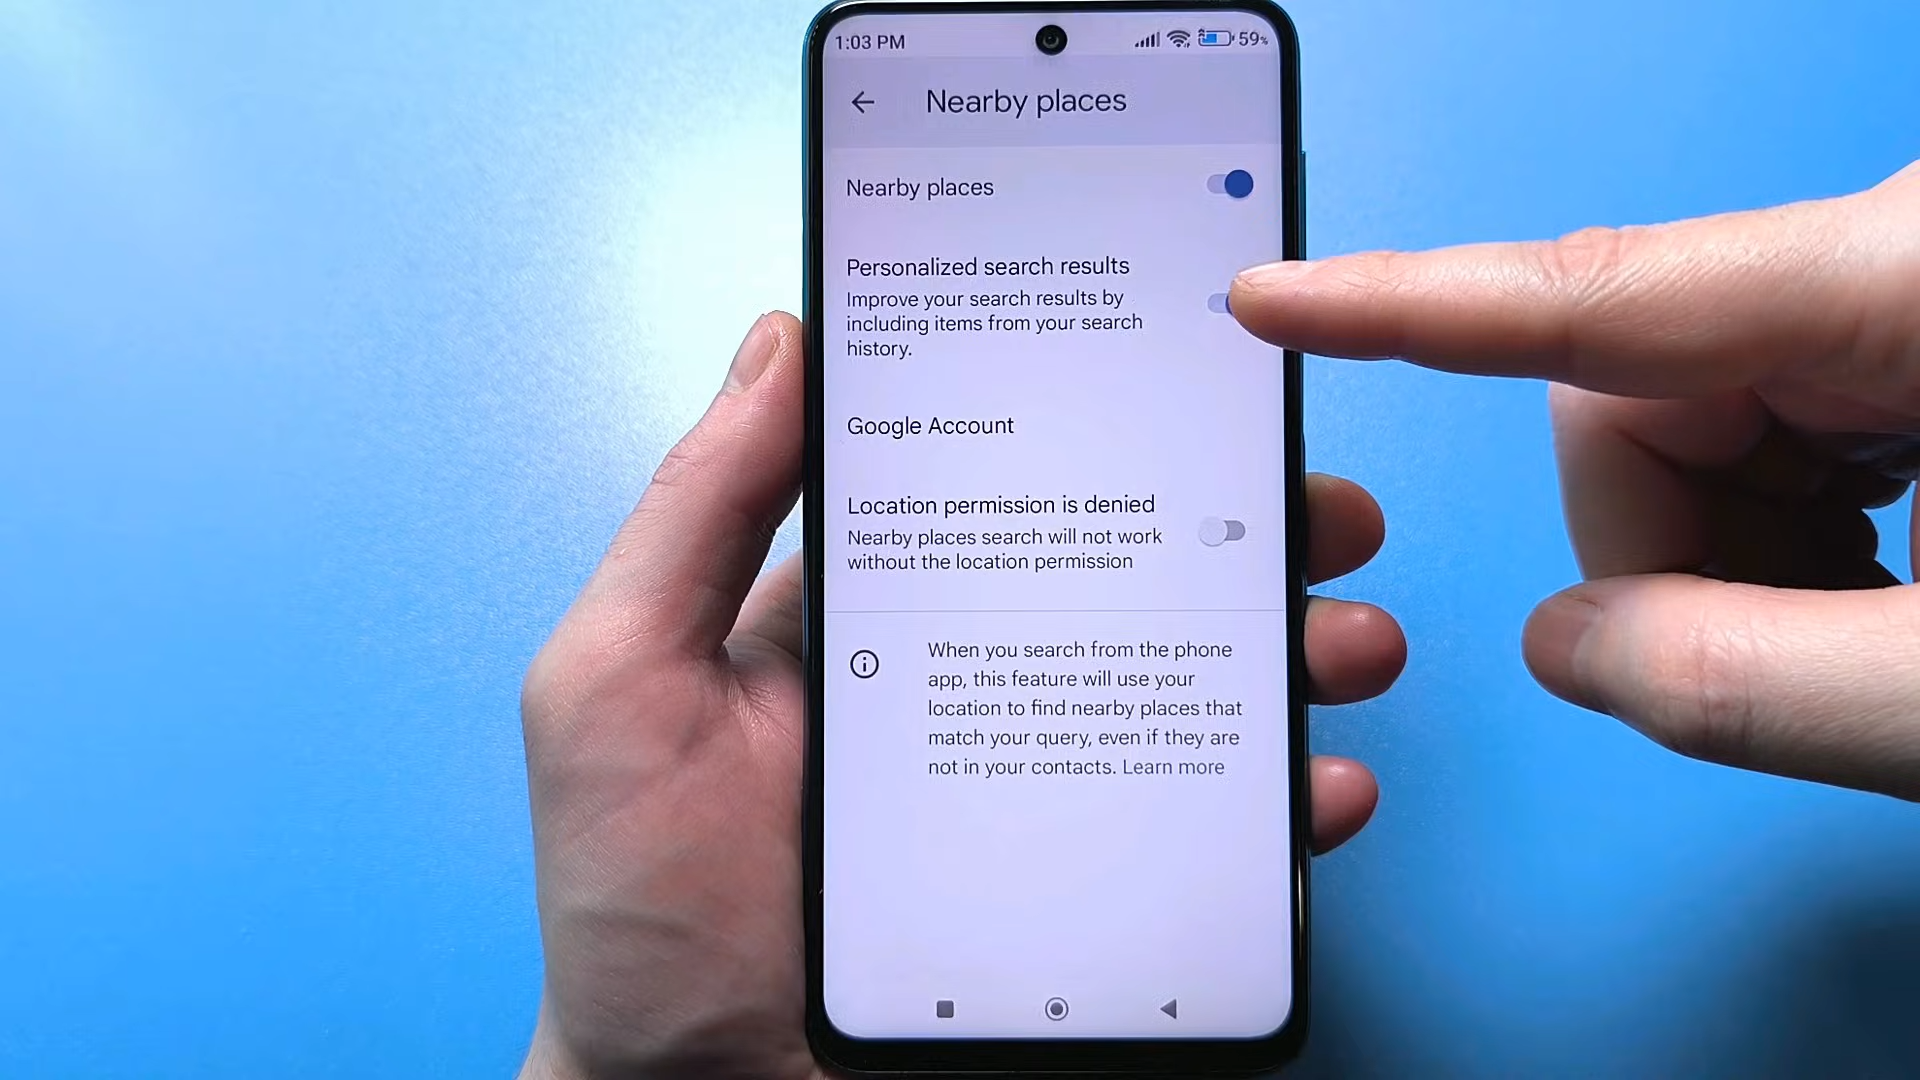 1:03 PM
59%
Nearby places
Nearby places
Personalized search results
Improve your search results by
including items from your search
history.
Google Account
Location permission is denied
Nearby places search will not work
without the location permission
When you search from the phone
app, this feature will use your
location to find nearby places that
match your query, even if they are
not in your contacts. Learn more